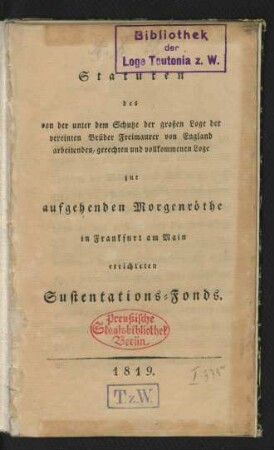 Bibliothek
der
Loge Teutonia z. W.
Statuten
des
von der unter dem Schutze der großen Loge der
vereinten Brüder Freimaurer von England
arbeitenden, gerechten und vollkommenen Loge
zur
aufgehenden Morgenröthe
in Frankfurt am Main
errichteten
Sustentations-Fonds.
Preußische
Staatsbibliothek
Berlin.
1819.
TzW.